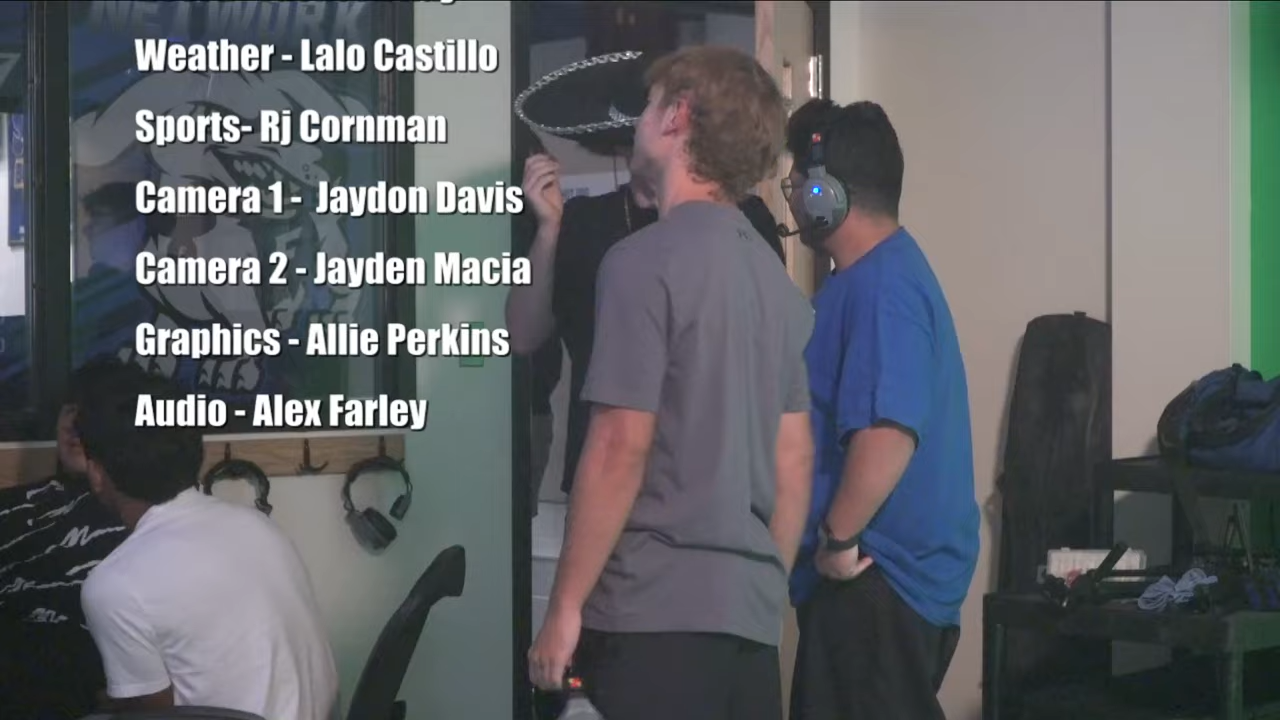 NETWORK
Weather - Lalo Castillo
Sports- Rj Cornman
Camera 1 -  Jaydon Davis
Camera 2 - Jayden Macia
Graphics - Allie Perkins
Audio - Alex Farley